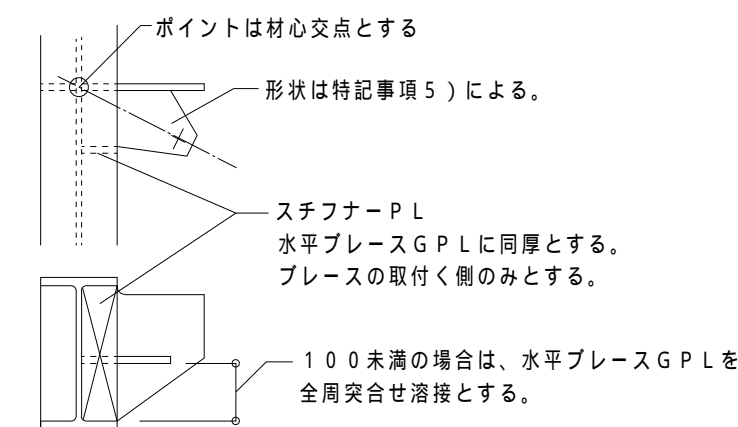 ポイントは材心交点とする
形状は特記事項５）による。
スチフナーＰＬ
水平ブレースＧＰＬに同厚とする。
ブレースの取付く側のみとする。
１００未満の場合は、水平ブレースＧＰＬを
全周突合せ溶接とする。